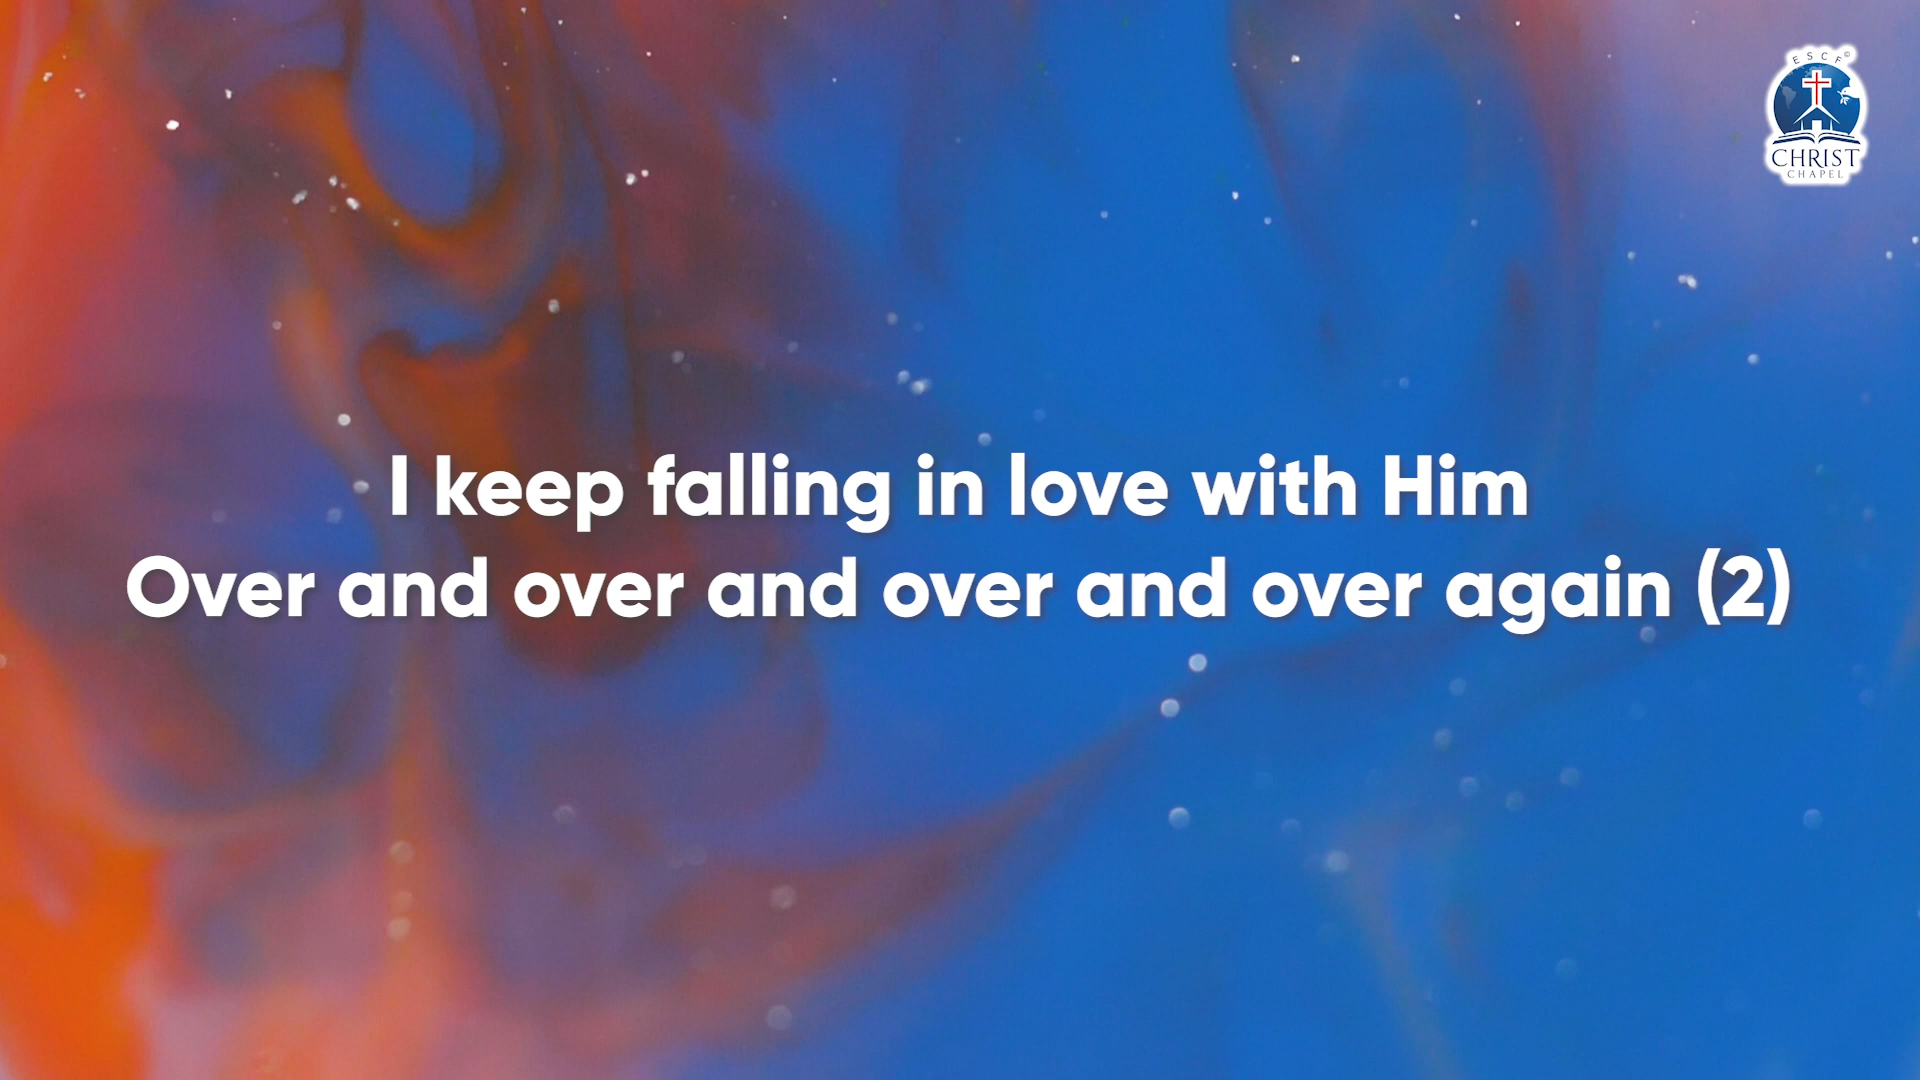 I keep falling in love with Him
Over and over and over and over again (2)
ESCF©
CHRIST
CHAPEL